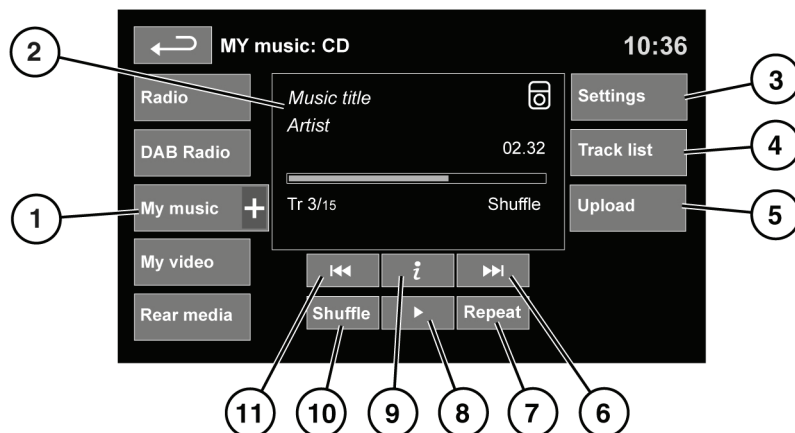 MY music: CD
10:36
Radio
DAB Radio
My music +
My video
Rear media
Music title
Artist
02.32
Tr 3/15
Shuffle
Settings
Track list
Upload
i
Shuffle
Repeat
1
2
3
4
5
6
7
8
9
10
11